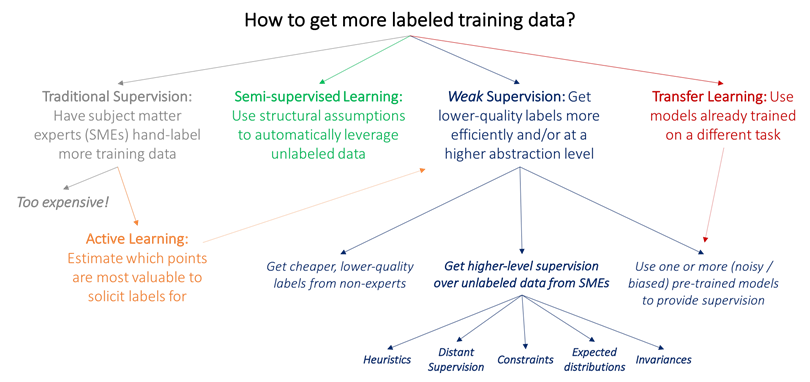 How to get more labeled training data?
Traditional Supervision:
Have subject matter
experts (SMEs) hand-label
more training data
Semi-supervised Learning:
Use structural assumptions
to automatically leverage
unlabeled data
Weak Supervision: Get
lower-quality labels more
efficiently and/or at a
higher abstraction level
Transfer Learning: Use
models already trained
on a different task
Too expensive!
Active Learning:
Estimate which points
are most valuable to
solicit labels for
Get cheaper, lower-quality
labels from non-experts
Get higher-level supervision
over unlabeled data from SMEs
Use one or more (noisy /
biased) pre-trained models
to provide supervision
Heuristics
Distant
Supervision
Constraints
Expected
distributions
Invariances